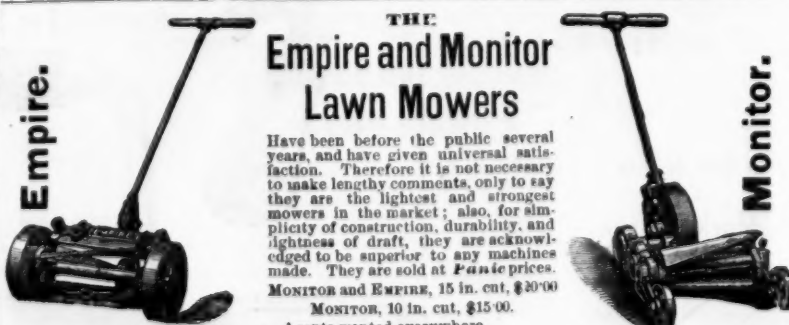 THE
Empire and Monitor
Lawn Mowers
Empire.
Have been before the public several
years, and have given universal satis-
faction. Therefore it is not necessary
to make lengthy comments, only to say
they are the lightest and strongest
mowers in the market; also, for sim-
plicity of construction, durability, and
lightness of draft, they are acknowl-
edged to be superior to any machines
made. They are sold at Panic prices.
MONITOR and EMPIRE, 15 in. cut, $20·00
MONITOR, 10 in. cut, $15·00.
Agents wanted everywhere
Monitor.